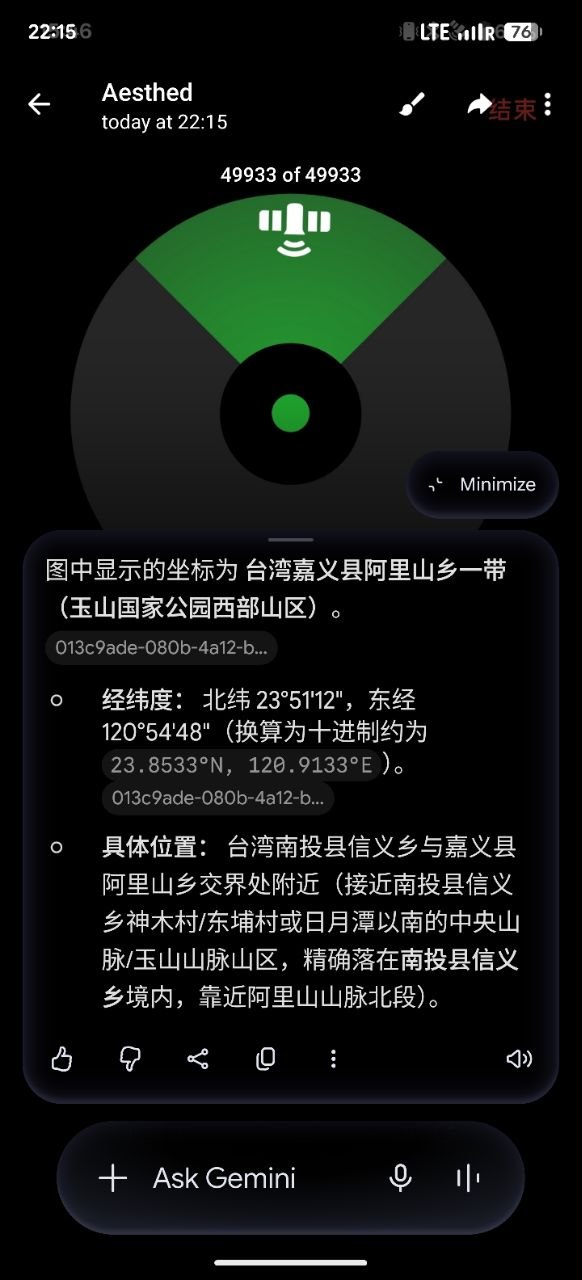 22:15
LTE
R
76
Aesthed
today at 22:15
结束
49933 of 49933
Minimize
图中显示的坐标为 台湾嘉义县阿里山乡一带
（玉山国家公园西部山区）。
013c9ade-080b-4a12-b...
经纬度： 北纬 23°51'12"，东经
120°54'48"（换算为十进制约为
23.8533°N, 120.9133°E )。
013c9ade-080b-4a12-b...
具体位置： 台湾南投县信义乡与嘉义县
阿里山乡交界处附近（接近南投县信义
乡神木村/东埔村或日月潭以南的中央山
脉/玉山山脉山区，精确落在南投县信义
乡境内，靠近阿里山山脉北段）。
Ask Gemini